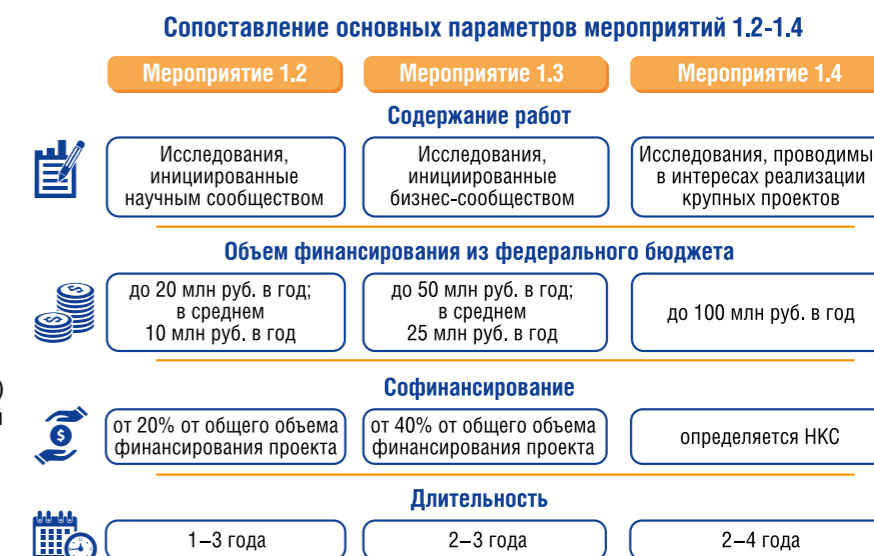 Сопоставление основных параметров мероприятий 1.2-1.4
Мероприятие 1.2
Мероприятие 1.3
Мероприятие 1.4
Содержание работ
Исследования,
инициированные
научным сообществом
Исследования,
инициированные
бизнес-сообществом
Исследования, проводимы
в интересах реализации
крупных проектов
Объем финансирования из федерального бюджета
до 20 млн руб. в год;
в среднем
10 млн руб. в год
до 50 млн руб. в год;
в среднем
25 млн руб. в год
до 100 млн руб. в год
Софинансирование
от 20% от общего объема
финансирования проекта
от 40% от общего объема
финансирования проекта
определяется НКС
Длительность
1–3 года
2–3 года
2–4 года